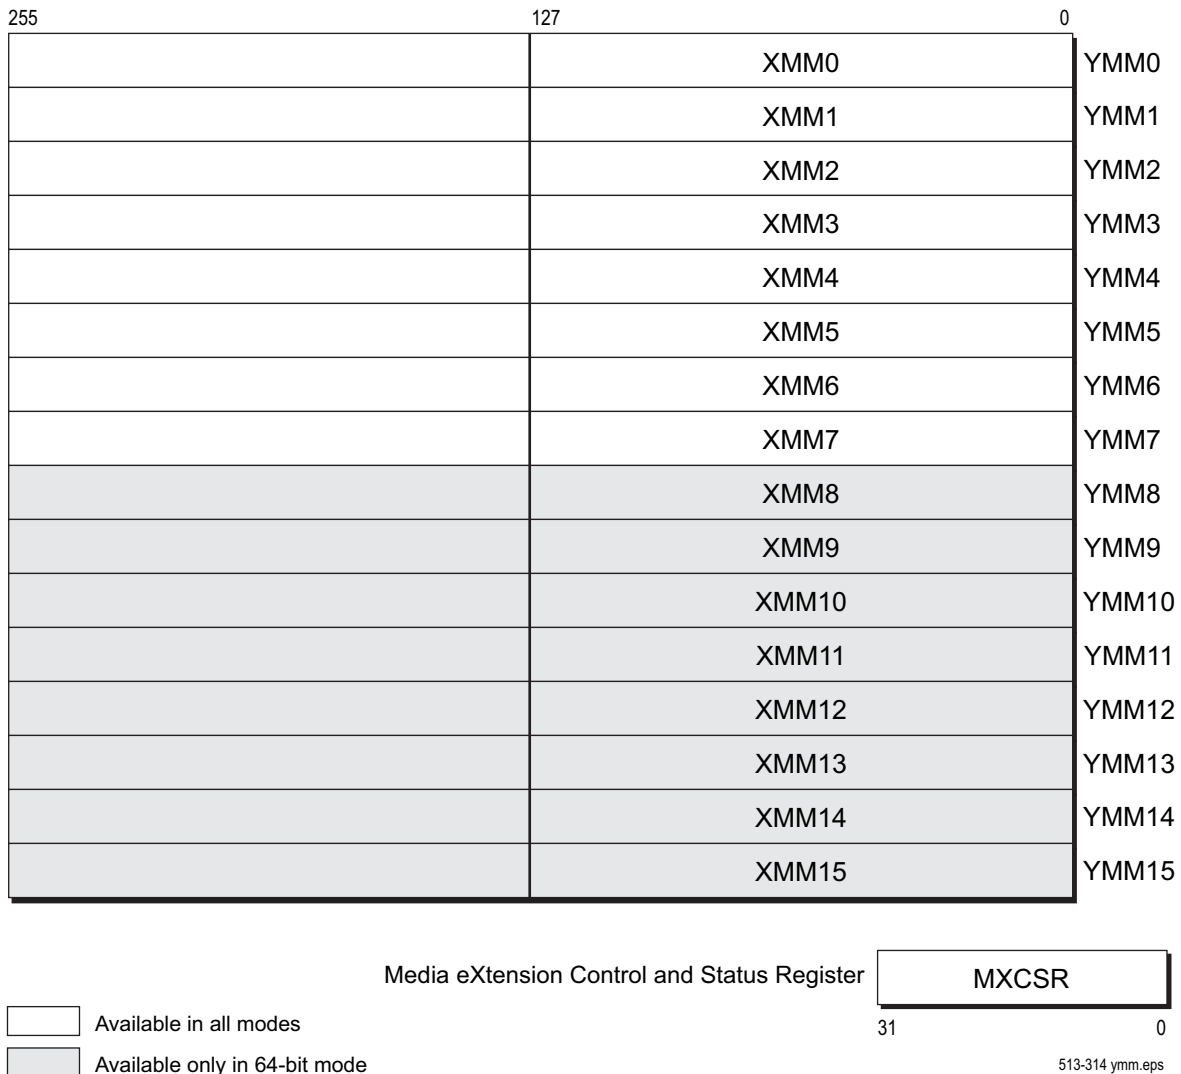 255 127 0
XMM0 YMM0
XMM1 YMM1
XMM2 YMM2
XMM3 YMM3
XMM4 YMM4
XMM5 YMM5
XMM6 YMM6
XMM7 YMM7
XMM8 YMM8
XMM9 YMM9
XMM10 YMM10
XMM11 YMM11
XMM12 YMM12
XMM13 YMM13
XMM14 YMM14
XMM15 YMM15
Media eXtension Control and Status Register MXCSR
Available in all modes 31 0
Available only in 64-bit mode 513-314 ymm.eps